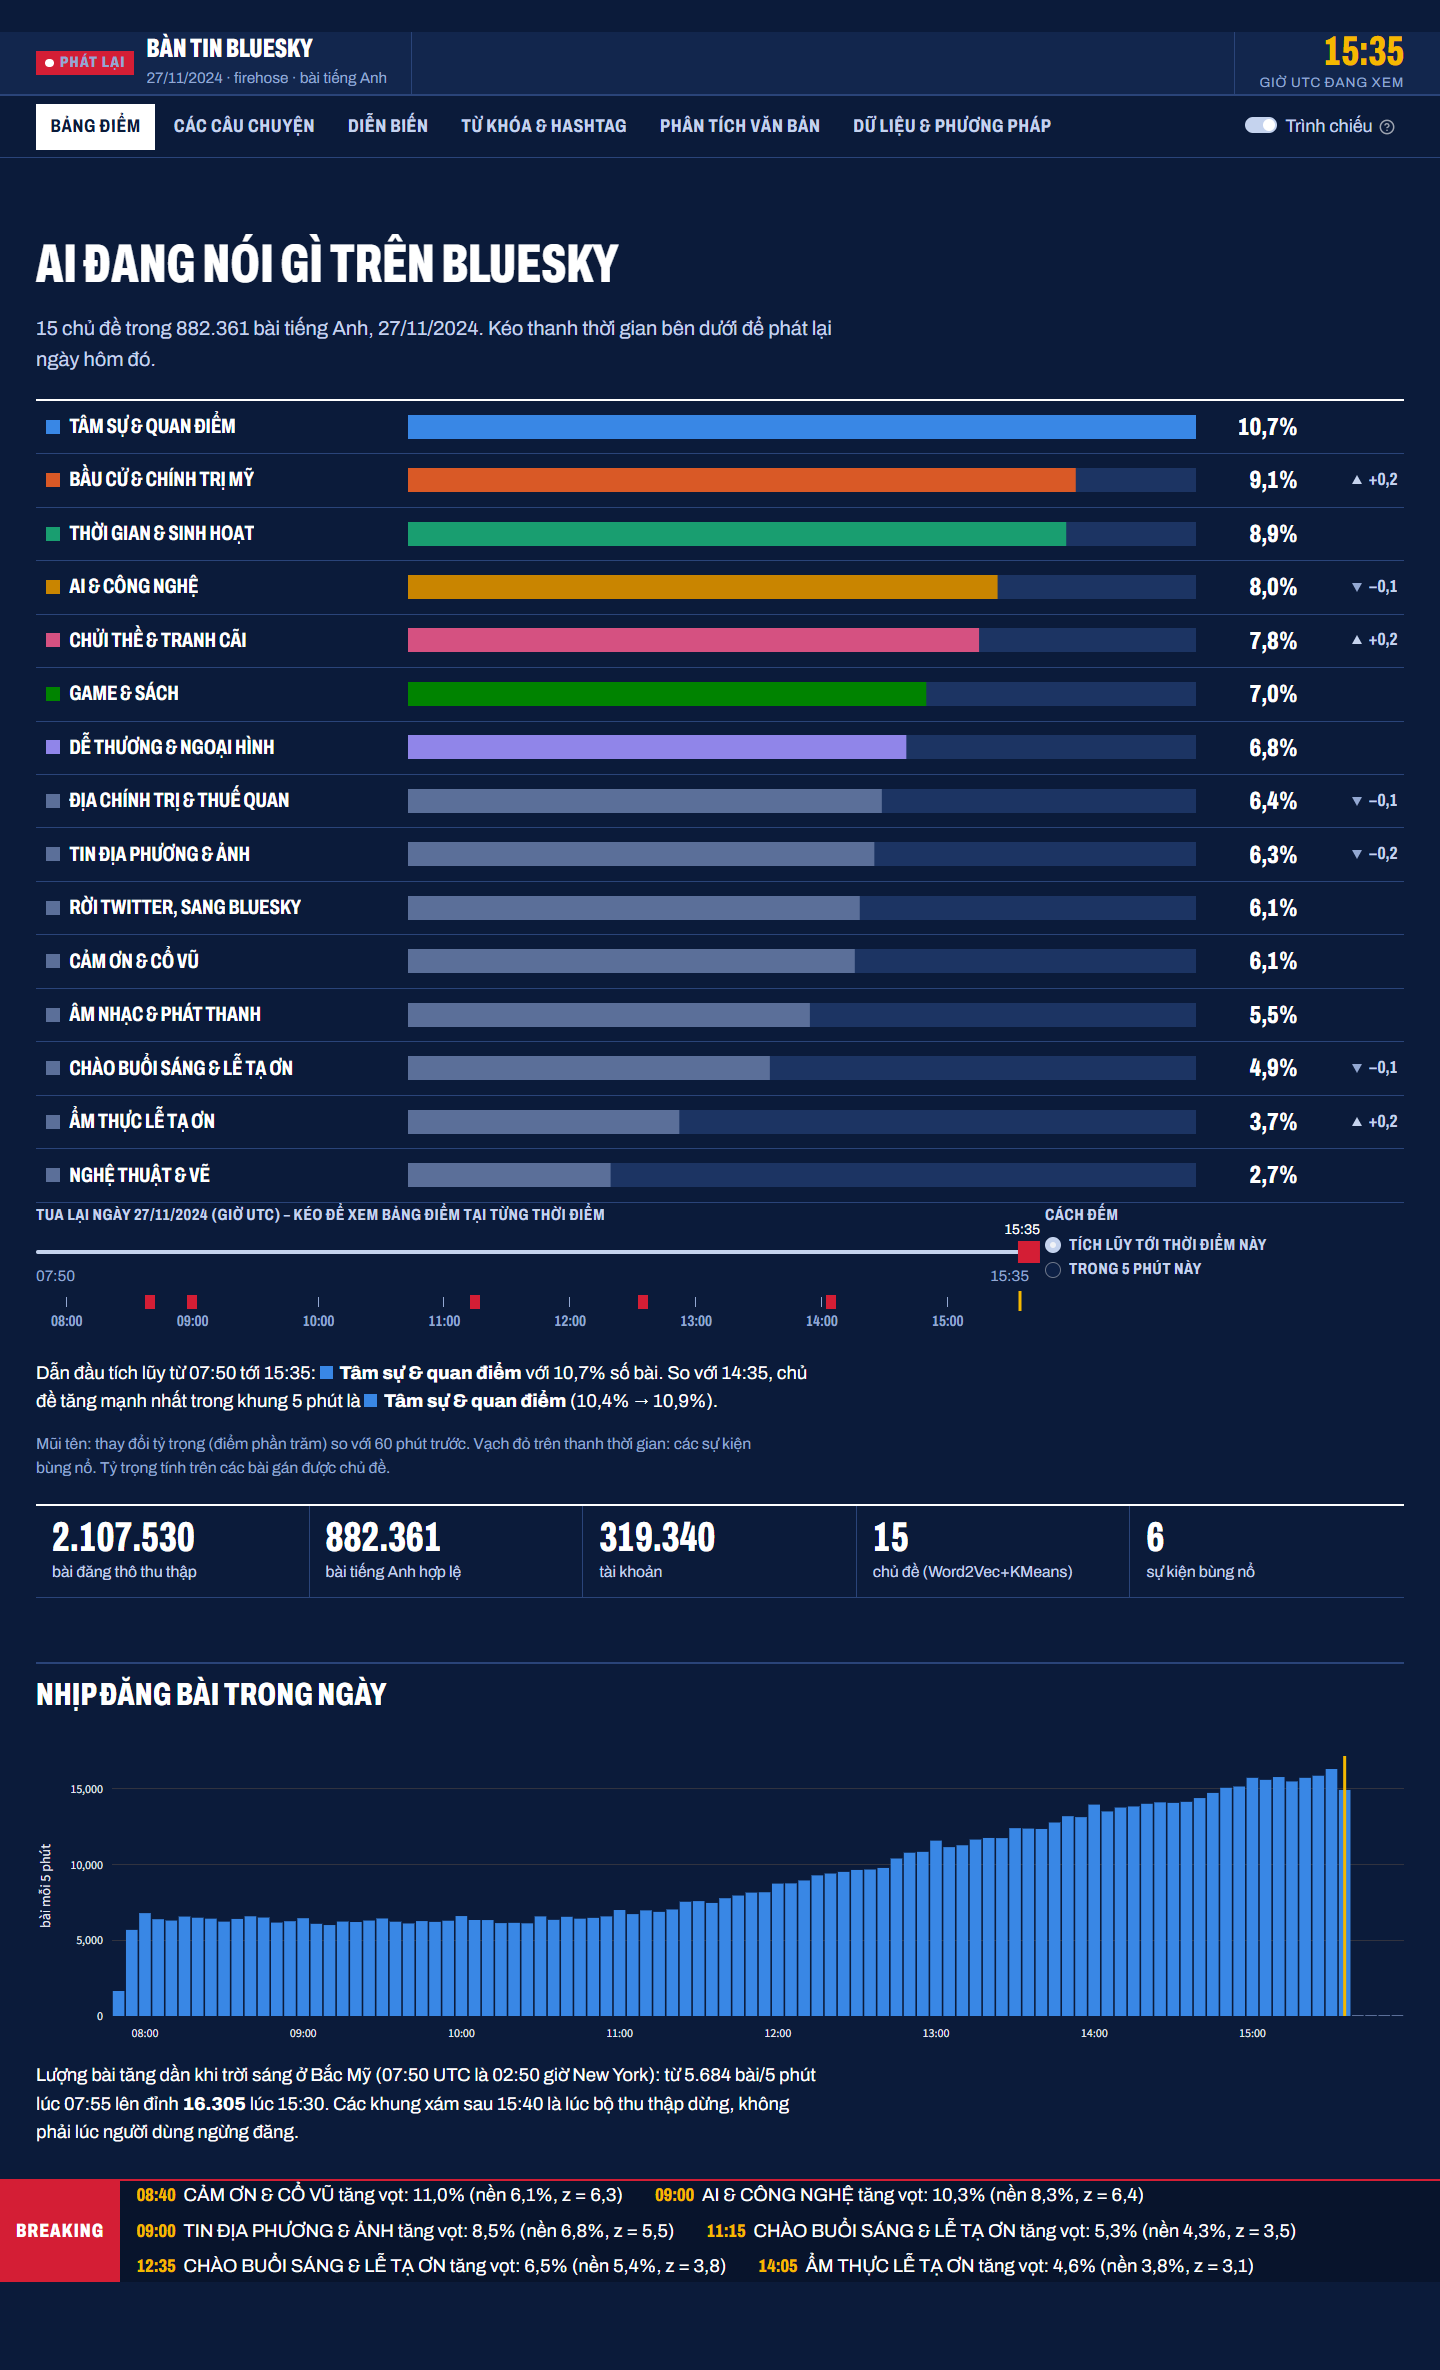 PHÁT LẠI
BÀN TIN BLUESKY
27/11/2024 · firehose · bài tiếng Anh
15:35
GIỜ UTC ĐANG XEM
BẢNG ĐIỂM
CÁC CÂU CHUYỆN
DIỄN BIẾN
TỪ KHÓA & HASHTAG
PHÂN TÍCH VĂN BẢN
DỮ LIỆU & PHƯƠNG PHÁP
Trình chiếu ?
AI ĐANG NÓI GÌ TRÊN BLUESKY
15 chủ đề trong 882.361 bài tiếng Anh, 27/11/2024. Kéo thanh thời gian bên dưới để phát lại
ngày hôm đó.
TÂM SỰ & QUAN ĐIỂM 10,7%
BẦU CỬ & CHÍNH TRỊ MỸ 9,1% ▲ +0,2
THỜI GIAN & SINH HOẠT 8,9%
AI & CÔNG NGHỆ 8,0% ▼ −0,1
CHỬI THỀ & TRANH CÃI 7,8% ▲ +0,2
GAME & SÁCH 7,0%
DỄ THƯƠNG & NGOẠI HÌNH 6,8%
ĐỊA CHÍNH TRỊ & THUẾ QUAN 6,4% ▼ −0,1
TIN ĐỊA PHƯƠNG & ẢNH 6,3% ▼ −0,2
RỜI TWITTER, SANG BLUESKY 6,1%
CẢM ƠN & CỔ VŨ 6,1%
ÂM NHẠC & PHÁT THANH 5,5%
CHÀO BUỔI SÁNG & LỄ TẠ ƠN 4,9% ▼ −0,1
ẨM THỰC LỄ TẠ ƠN 3,7% ▲ +0,2
NGHỆ THUẬT & VẼ 2,7%
TUA LẠI NGÀY 27/11/2024 (GIỜ UTC) – KÉO ĐỂ XEM BẢNG ĐIỂM TẠI TỪNG THỜI ĐIỂM
15:35
07:50 15:35
08:00 09:00 10:00 11:00 12:00 13:00 14:00 15:00
CÁCH ĐẾM
TÍCH LŨY TỚI THỜI ĐIỂM NÀY
TRONG 5 PHÚT NÀY
Dẫn đầu tích lũy từ 07:50 tới 15:35: Tâm sự & quan điểm với 10,7% số bài. So với 14:35, chủ
đề tăng mạnh nhất trong khung 5 phút là Tâm sự & quan điểm (10,4% → 10,9%).
Mũi tên: thay đổi tỷ trọng (điểm phần trăm) so với 60 phút trước. Vạch đỏ trên thanh thời gian: các sự kiện
bùng nổ. Tỷ trọng tính trên các bài gán được chủ đề.
2.107.530
bài đăng thô thu thập
882.361
bài tiếng Anh hợp lệ
319.340
tài khoản
15
chủ đề (Word2Vec+KMeans)
6
sự kiện bùng nổ
NHỊP ĐĂNG BÀI TRONG NGÀY
bài mỗi 5 phút
15,000
10,000
5,000
0
08:00 09:00 10:00 11:00 12:00 13:00 14:00 15:00
Lượng bài tăng dần khi trời sáng ở Bắc Mỹ (07:50 UTC là 02:50 giờ New York): từ 5.684 bài/5 phút
lúc 07:55 lên đỉnh 16.305 lúc 15:30. Các khung xám sau 15:40 là lúc bộ thu thập dừng, không
phải lúc người dùng ngừng đăng.
BREAKING
08:40 CẢM ƠN & CỔ VŨ tăng vọt: 11,0% (nền 6,1%, z = 6,3) 09:00 AI & CÔNG NGHỆ tăng vọt: 10,3% (nền 8,3%, z = 6,4)
09:00 TIN ĐỊA PHƯƠNG & ẢNH tăng vọt: 8,5% (nền 6,8%, z = 5,5) 11:15 CHÀO BUỔI SÁNG & LỄ TẠ ƠN tăng vọt: 5,3% (nền 4,3%, z = 3,5)
12:35 CHÀO BUỔI SÁNG & LỄ TẠ ƠN tăng vọt: 6,5% (nền 5,4%, z = 3,8) 14:05 ẨM THỰC LỄ TẠ ƠN tăng vọt: 4,6% (nền 3,8%, z = 3,1)